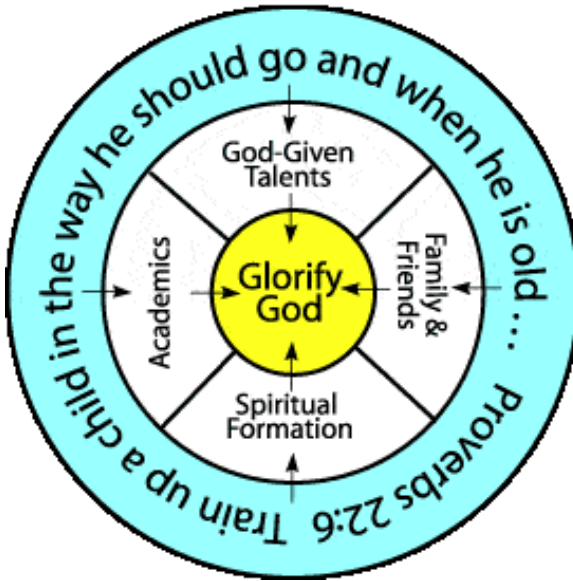 Train up a child in the way he should go and when he is old ....
Proverbs 22:6
God-Given
Talents
Academics
Glorify
God
Family &
Friends
Spiritual
Formation